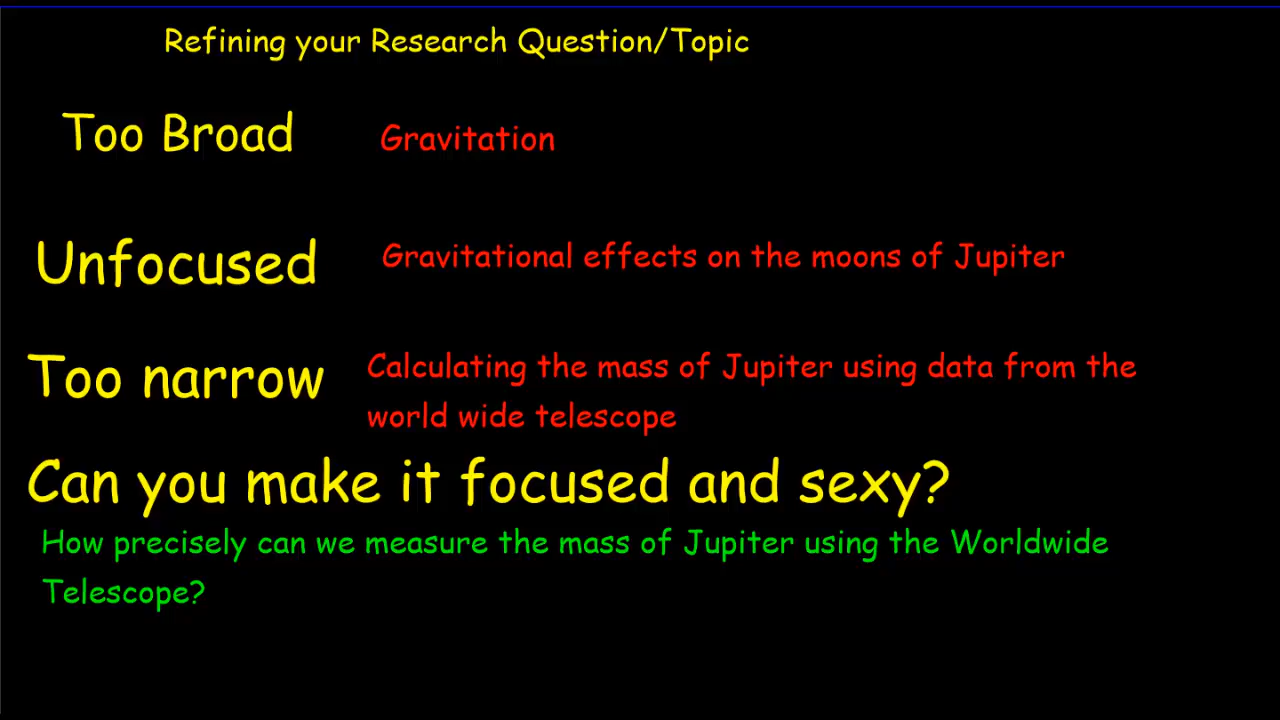 Refining your Research Question/Topic
Too Broad
Gravitation
Unfocused
Gravitational effects on the moons of Jupiter
Too narrow
Calculating the mass of Jupiter using data from the
world wide telescope
Can you make it focused and sexy?
How precisely can we measure the mass of Jupiter using the Worldwide
Telescope?